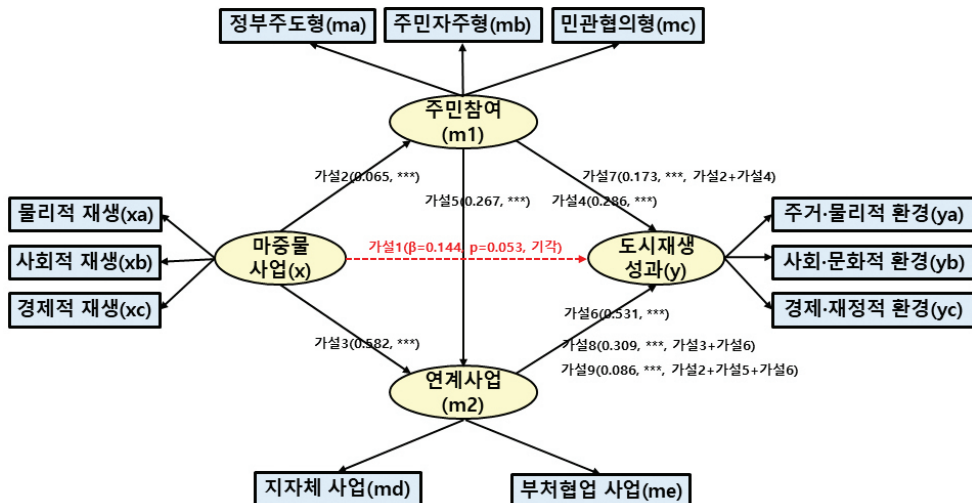 정부주도형(ma)
주민자주형(mb)
민관협의형(mc)
주민참여
(m1)
가설2(0.065, ***)
가설7(0.173, ***, 가설2+가설4)
가설5(0.267, ***)
가설4(0.286, ***)
물리적 재생(xa)
사회적 재생(xb)
경제적 재생(xc)
마중물
사업(x)
가설1(β=0.144, p=0.053, 기각)
도시재생
성과(y)
주거·물리적 환경(ya)
사회·문화적 환경(yb)
경제·재정적 환경(yc)
가설3(0.582, ***)
가설6(0.531, ***)
가설8(0.309, ***, 가설3+가설6)
가설9(0.086, ***, 가설2+가설5+가설6)
연계사업
(m2)
지자체 사업(md)
부처협업 사업(me)